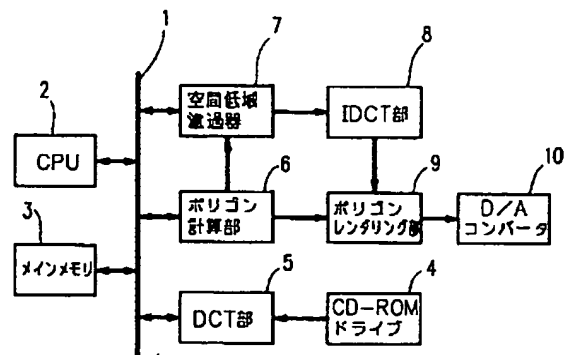 1
7
8
2
空間低域
濾過器
IDCT部
CPU
6
9
10
3
ポリゴン
計算部
ポリゴン
レンダリング部
D/A
コンバータ
メインメモリ
5
4
DCT部
CD-ROM
ドライブ